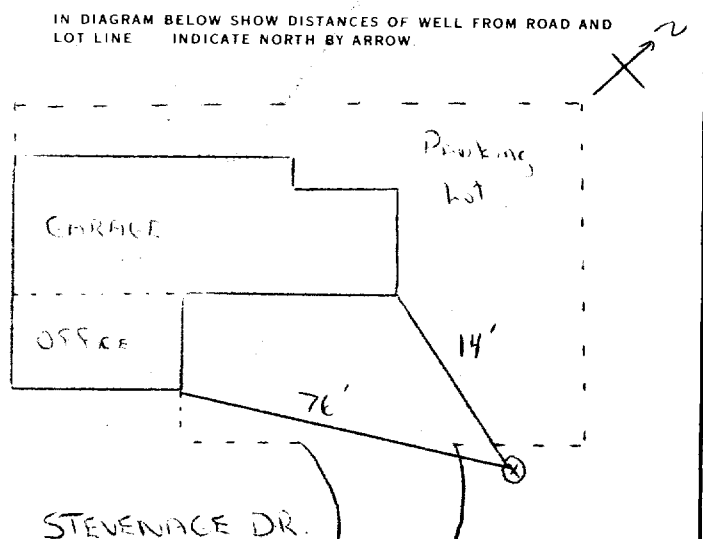 IN DIAGRAM BELOW SHOW DISTANCES OF WELL FROM ROAD AND
LOT LINE INDICATE NORTH BY ARROW.
N
Parking
Lot
GARAGE
OFFICE
14'
76'
STEVENAGE DR.